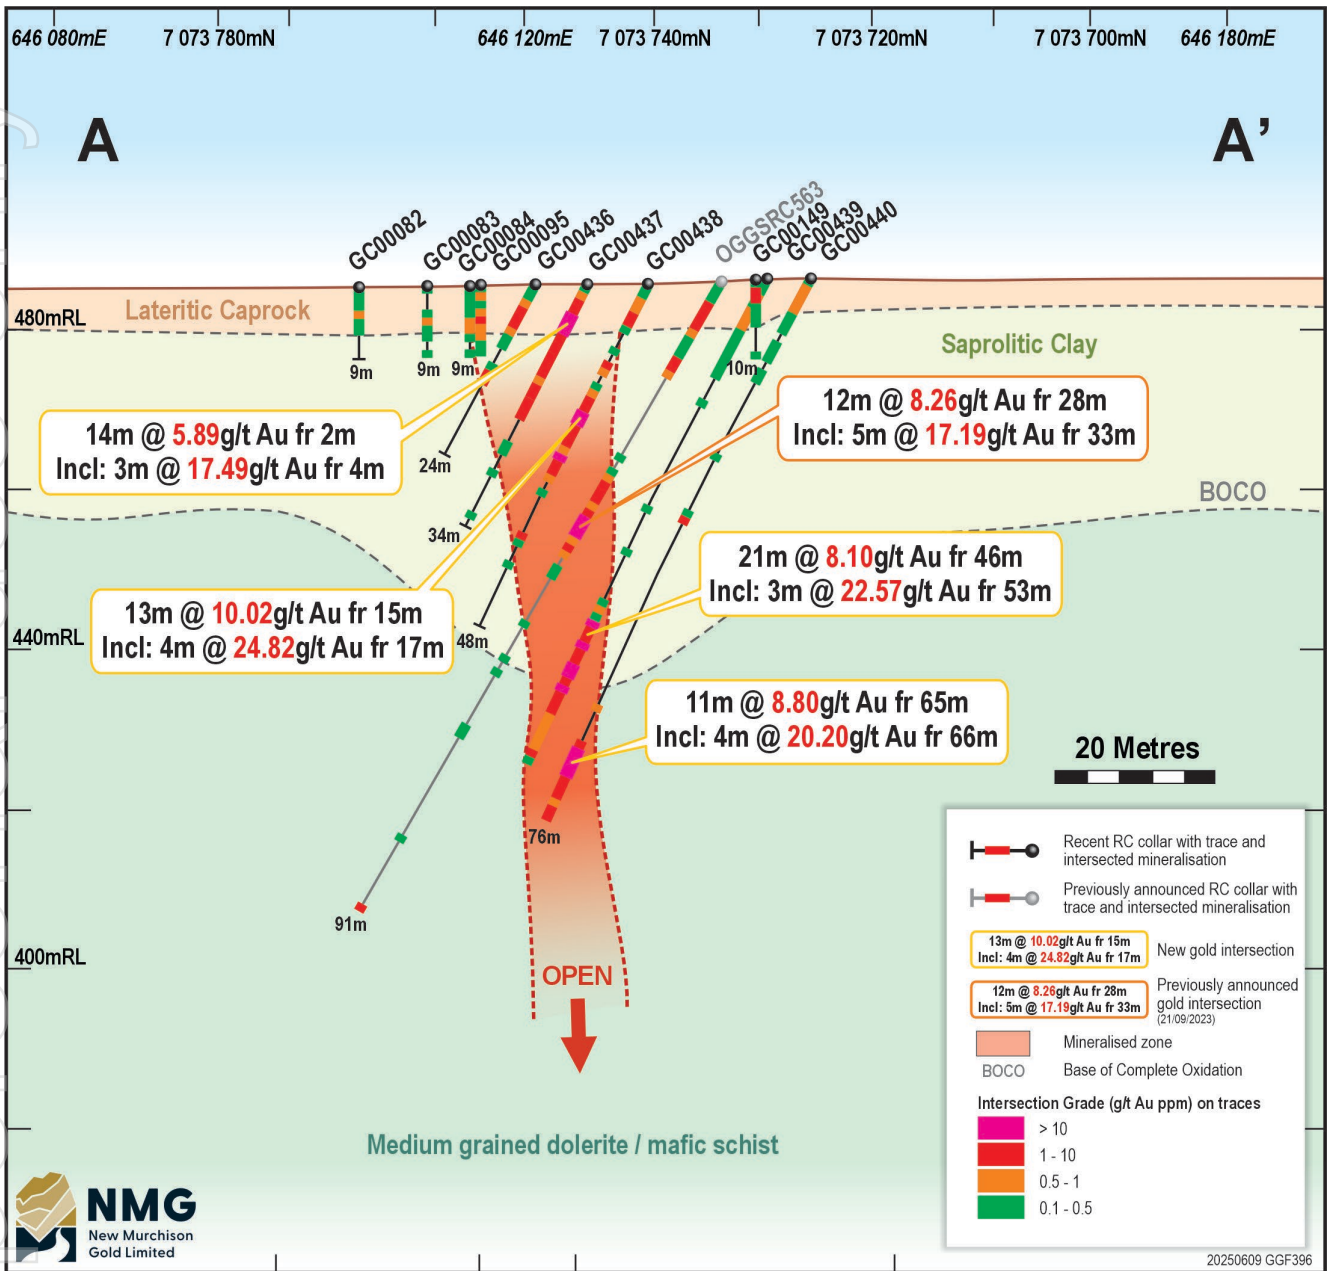 646 080mE 7 073 780mN 646 120mE 7 073 740mN 7 073 720mN 7 073 700mN 646 180mE
A A’
GC00082
GC00083
GC00084
GC00095
GC00436
GC00437
GC00438
OGGSRC563
GC00149
GC00439
GC00440
Lateritic Caprock
480mRL
Saprolitic Clay
9m 9m 9m 10m
12m @ 8.26g/t Au fr 28m
Incl: 5m @ 17.19g/t Au fr 33m
14m @ 5.89g/t Au fr 2m
Incl: 3m @ 17.49g/t Au fr 4m
24m
BOCO
34m
21m @ 8.10g/t Au fr 46m
Incl: 3m @ 22.57g/t Au fr 53m
13m @ 10.02g/t Au fr 15m
Incl: 4m @ 24.82g/t Au fr 17m
440mRL
48m
11m @ 8.80g/t Au fr 65m
Incl: 4m @ 20.20g/t Au fr 66m
20 Metres
76m
91m
400mRL
OPEN
Recent RC collar with trace and
intersected mineralisation
Previously announced RC collar with
trace and intersected mineralisation
13m @ 10.02g/t Au fr 15m
Incl: 4m @ 24.82g/t Au fr 17m
New gold intersection
12m @ 8.26g/t Au fr 28m
Incl: 5m @ 17.19g/t Au fr 33m
Previously announced
gold intersection
(21/09/2023)
Mineralised zone
BOCO Base of Complete Oxidation
Intersection Grade (g/t Au ppm) on traces
> 10
1 - 10
0.5 - 1
0.1 - 0.5
Medium grained dolerite / mafic schist
NMG
New Murchison
Gold Limited
20250609 GGF396